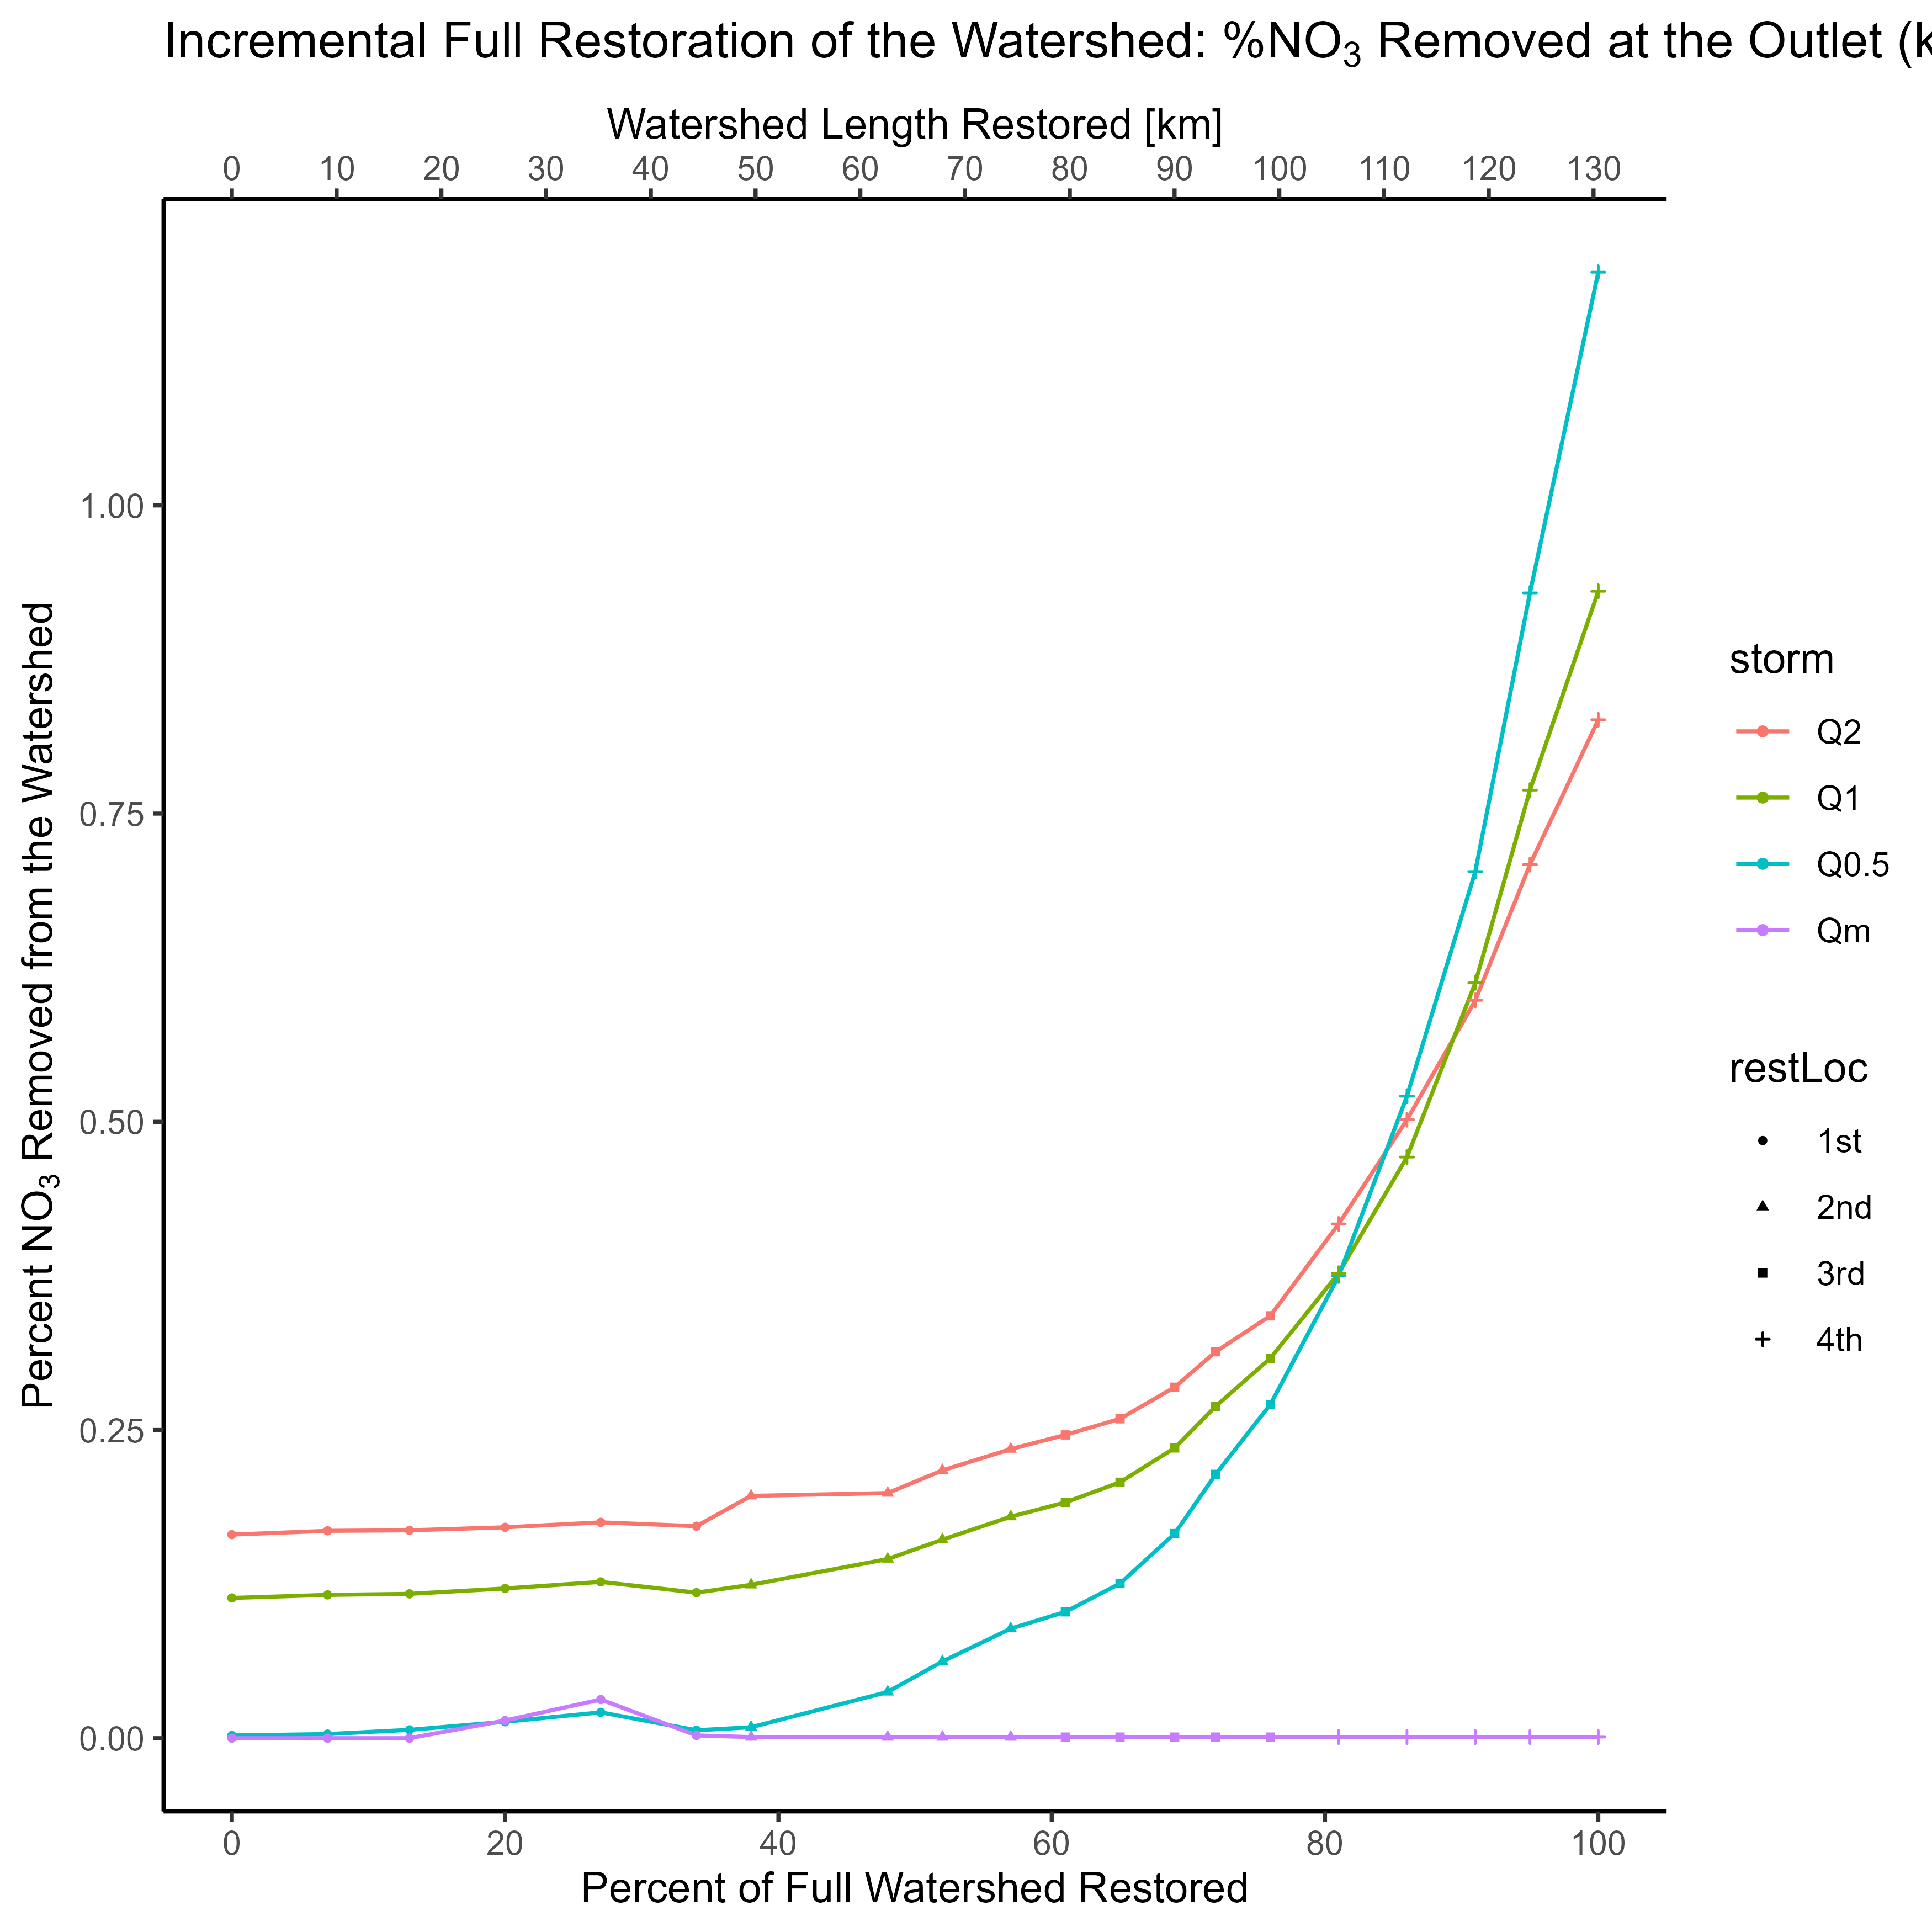 Incremental Full Restoration of the Watershed: %NO₃ Removed at the Outlet (k
Watershed Length Restored [km]
0 10 20 30 40 50 60 70 80 90 100 110 120 130
Percent NO₃ Removed from the Watershed
1.00
0.75
0.50
0.25
0.00
0 20 40 60 80 100
Percent of Full Watershed Restored
storm
Q2
Q1
Q0.5
Qm
restLoc
1st
2nd
3rd
4th